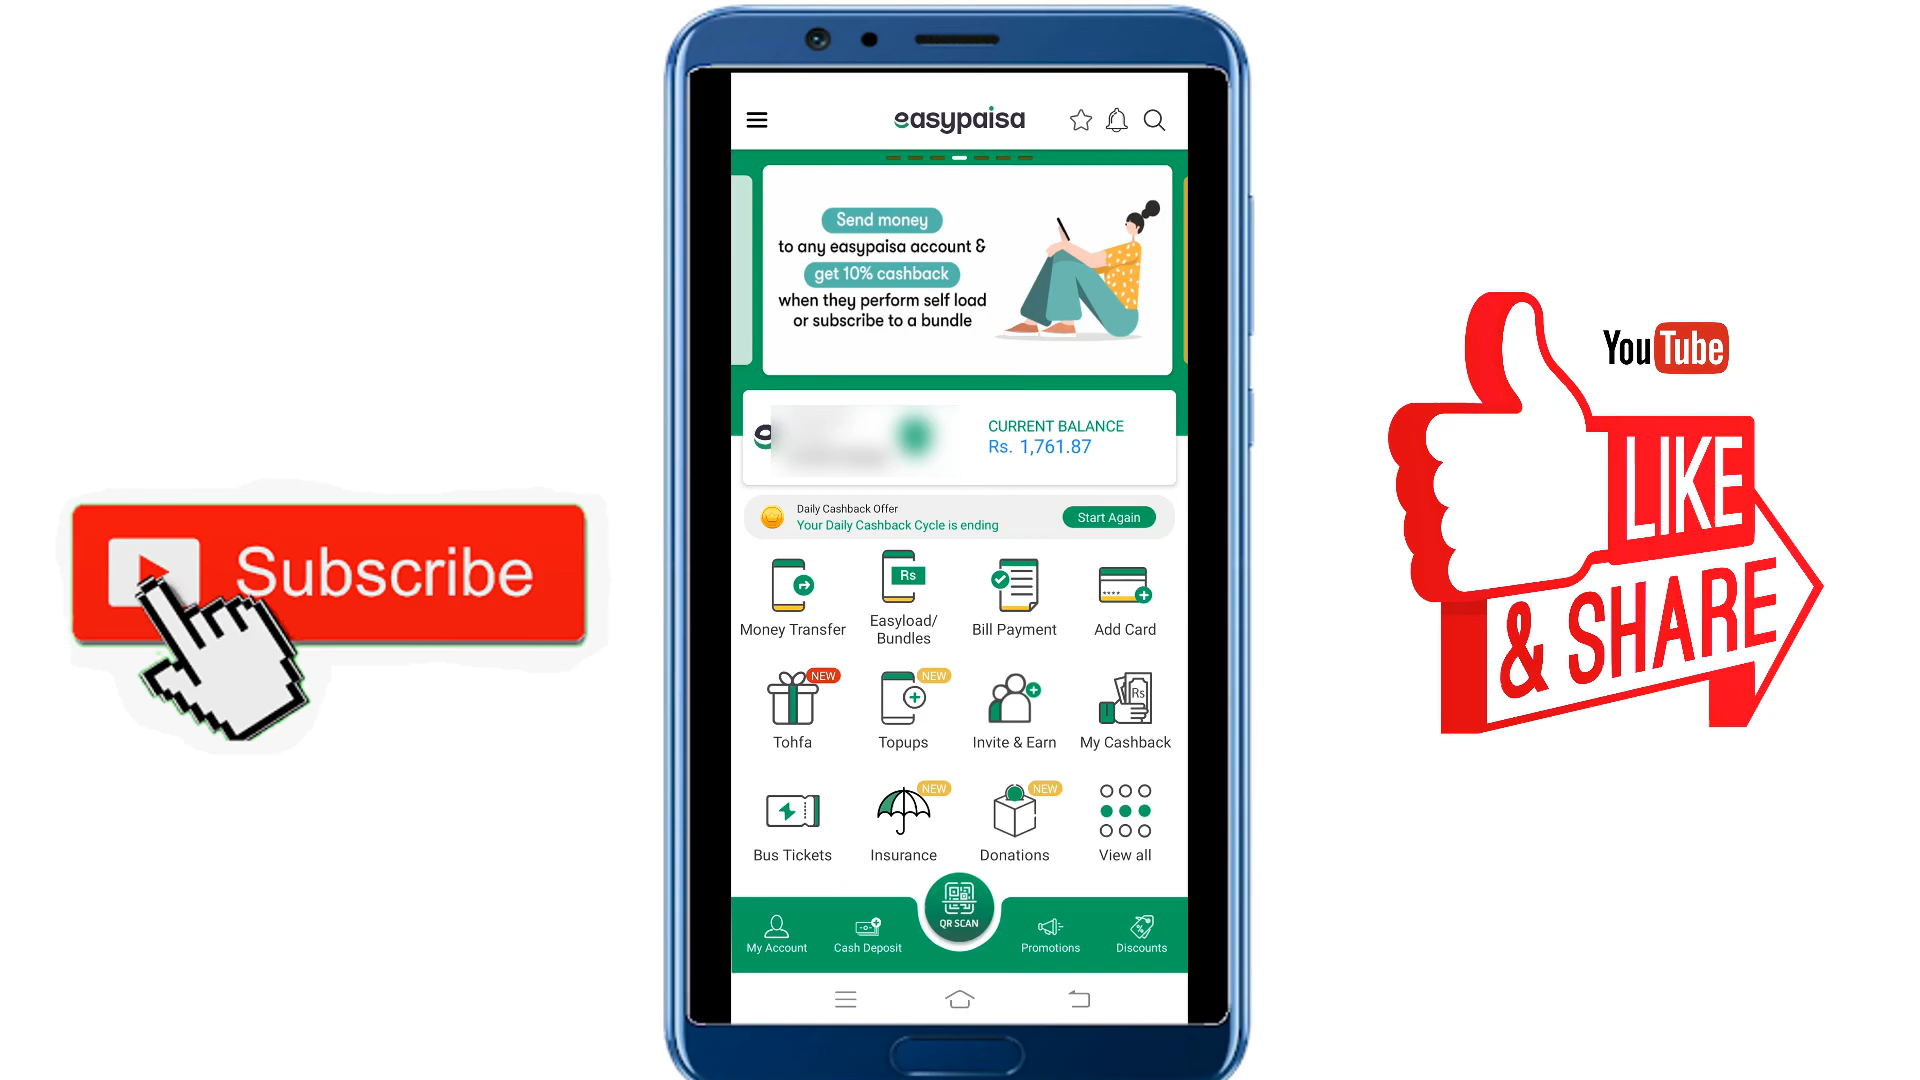 easypaisa
Send money
to any easypaisa account &
get 10% cashback
when they perform self load
or subscribe to a bundle
CURRENT BALANCE
Rs. 1,761.87
Daily Cashback Offer
Your Daily Cashback Cycle is ending
Start Again
Rs
Money Transfer
Easyload/
Bundles
Bill Payment
Add Card
NEW
NEW
Rs
Tohfa
Topups
Invite & Earn
My Cashback
NEW
NEW
Bus Tickets
Insurance
Donations
View all
QR SCAN
My Account
Cash Deposit
Promotions
Discounts
Subscribe
YouTube
LIKE
& SHARE